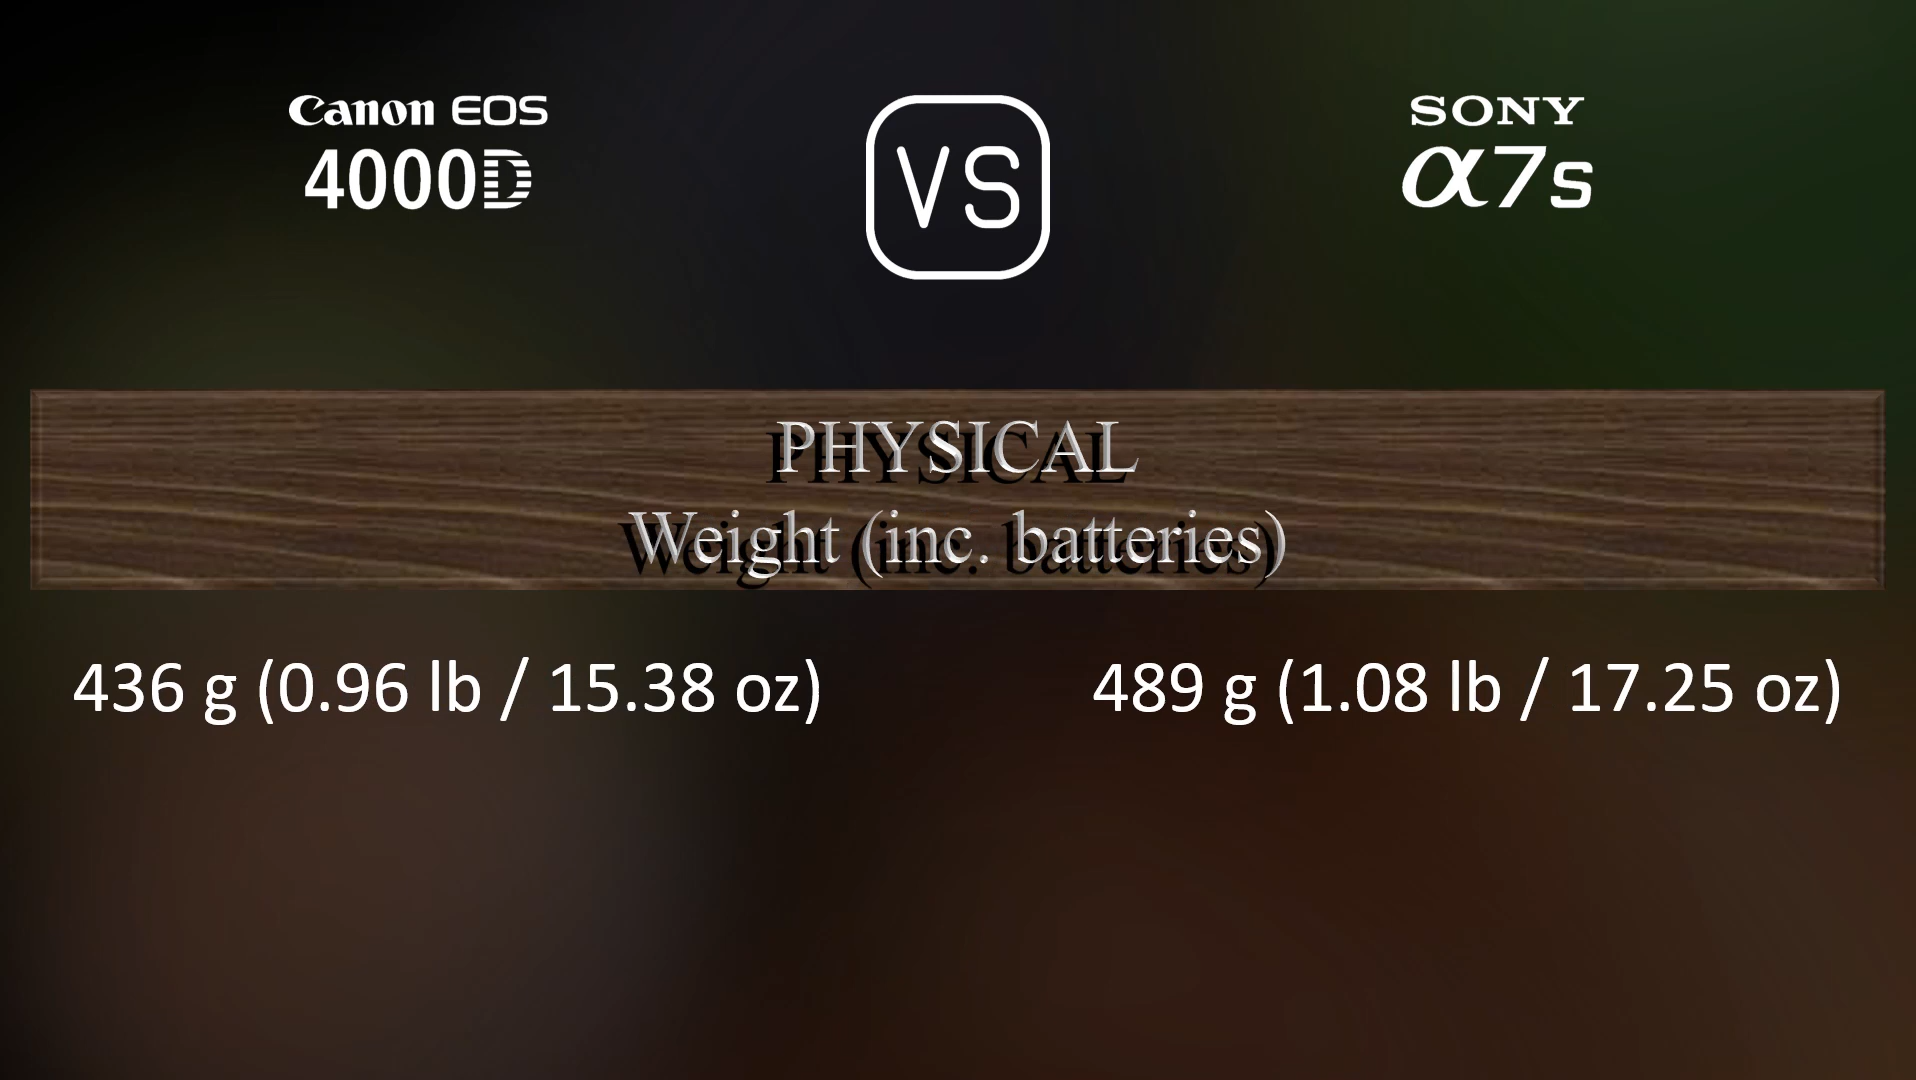 Canon EOS
4000D
VS
SONY
α7s
PHYSICAL
Weight (inc. batteries)
436 g (0.96 lb / 15.38 oz)
489 g (1.08 lb / 17.25 oz)